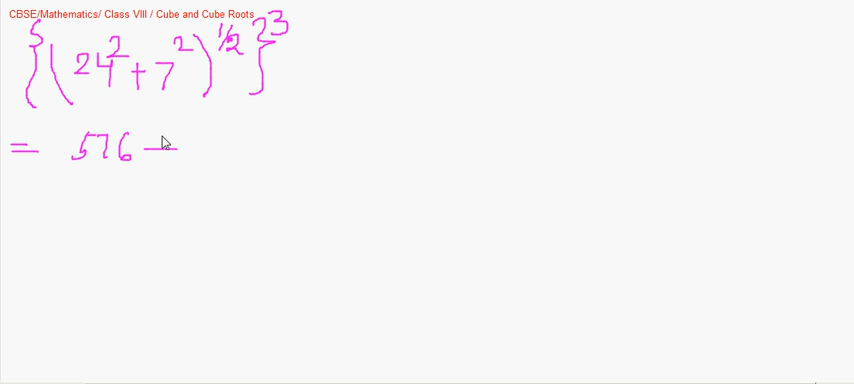 CBSE/Mathematics/ Class VIII / Cube and Cube Roots
{(24² + 7²)^1/2}³
= 576 –